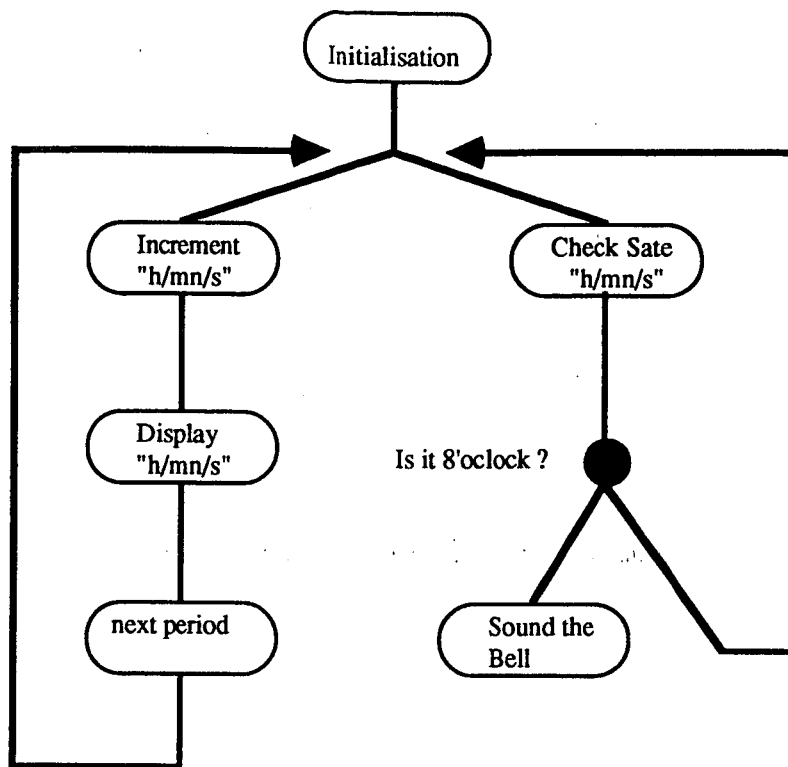 Initialisation
Increment
"h/mn/s"
Check Sate
"h/mn/s"
Display
"h/mn/s"
Is it 8'oclock ?
next period
Sound the
Bell